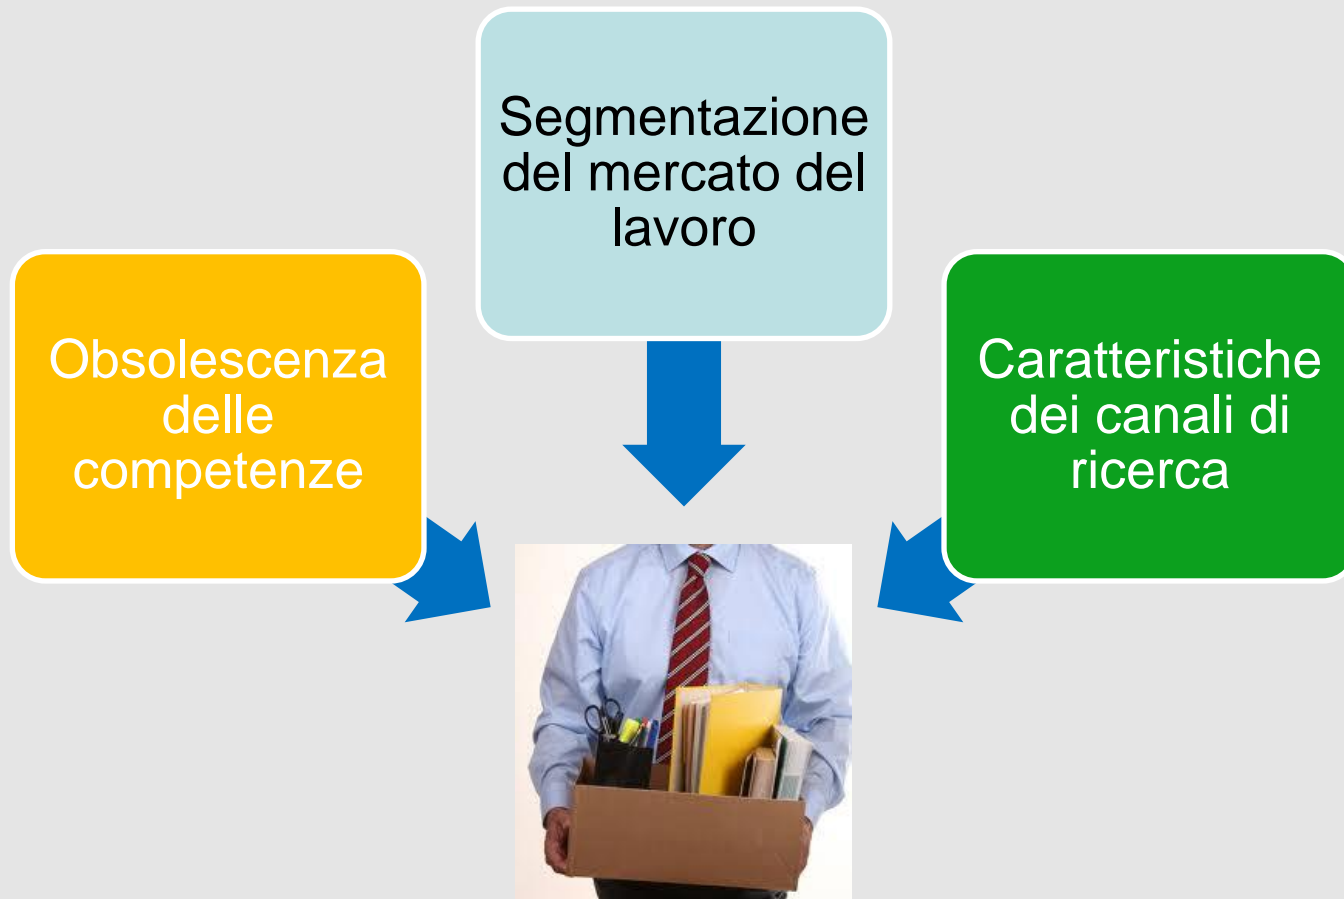 Segmentazione
del mercato del
lavoro
Obsolescenza
delle
competenze
Caratteristiche
dei canali di
ricerca